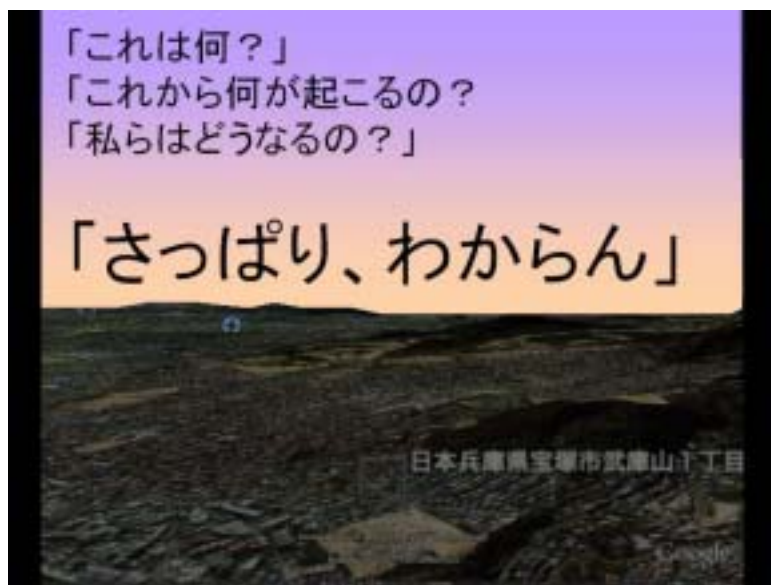 「これは何？」
「これから何が起こるの？
「私らはどうなるの？」
「さっぱり、わからん」
日本兵庫県宝塚市武庫山１丁目
Google